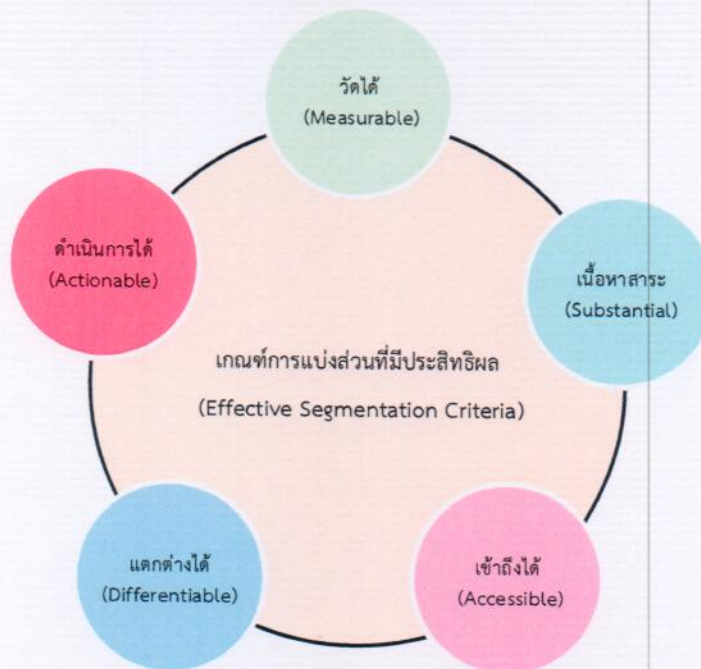 วัดได้
(Measurable)
ดำเนินการได้
(Actionable)
เนื้อหาสาระ
(Substantial)
เกณฑ์การแบ่งส่วนที่มีประสิทธิผล
(Effective Segmentation Criteria)
แตกต่างได้
(Differentiable)
เข้าถึงได้
(Accessible)